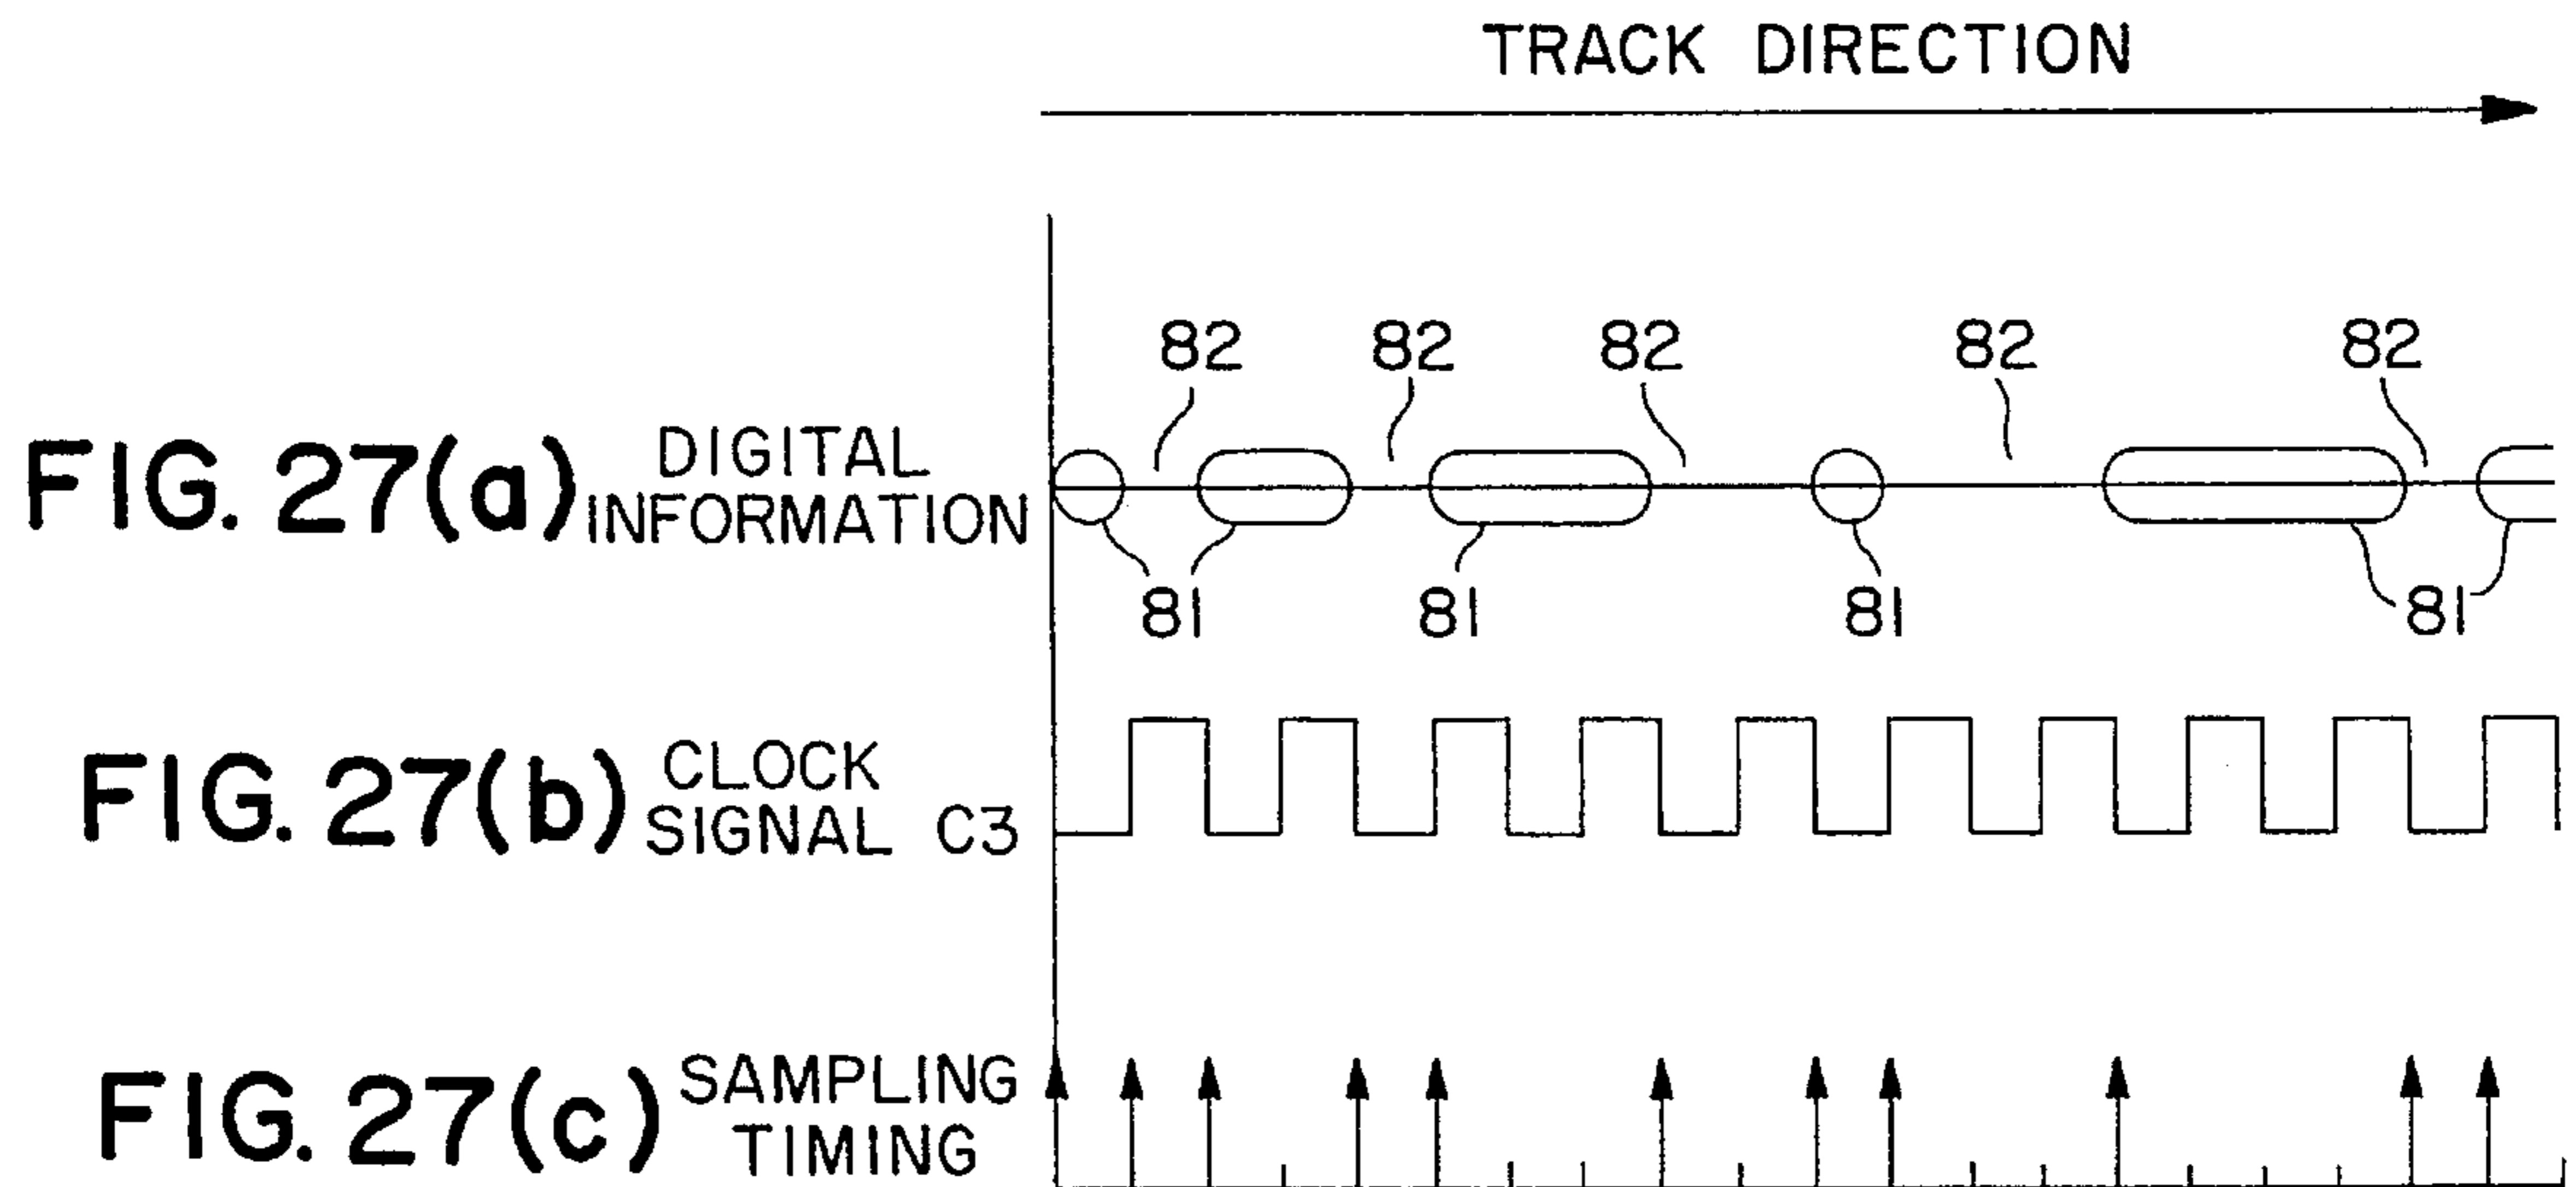 TRACK DIRECTION
82 82 82 82 82
FIG. 27(a) DIGITAL INFORMATION
81 81 81 81
FIG. 27(b) CLOCK SIGNAL C3
FIG. 27(c) SAMPLING TIMING